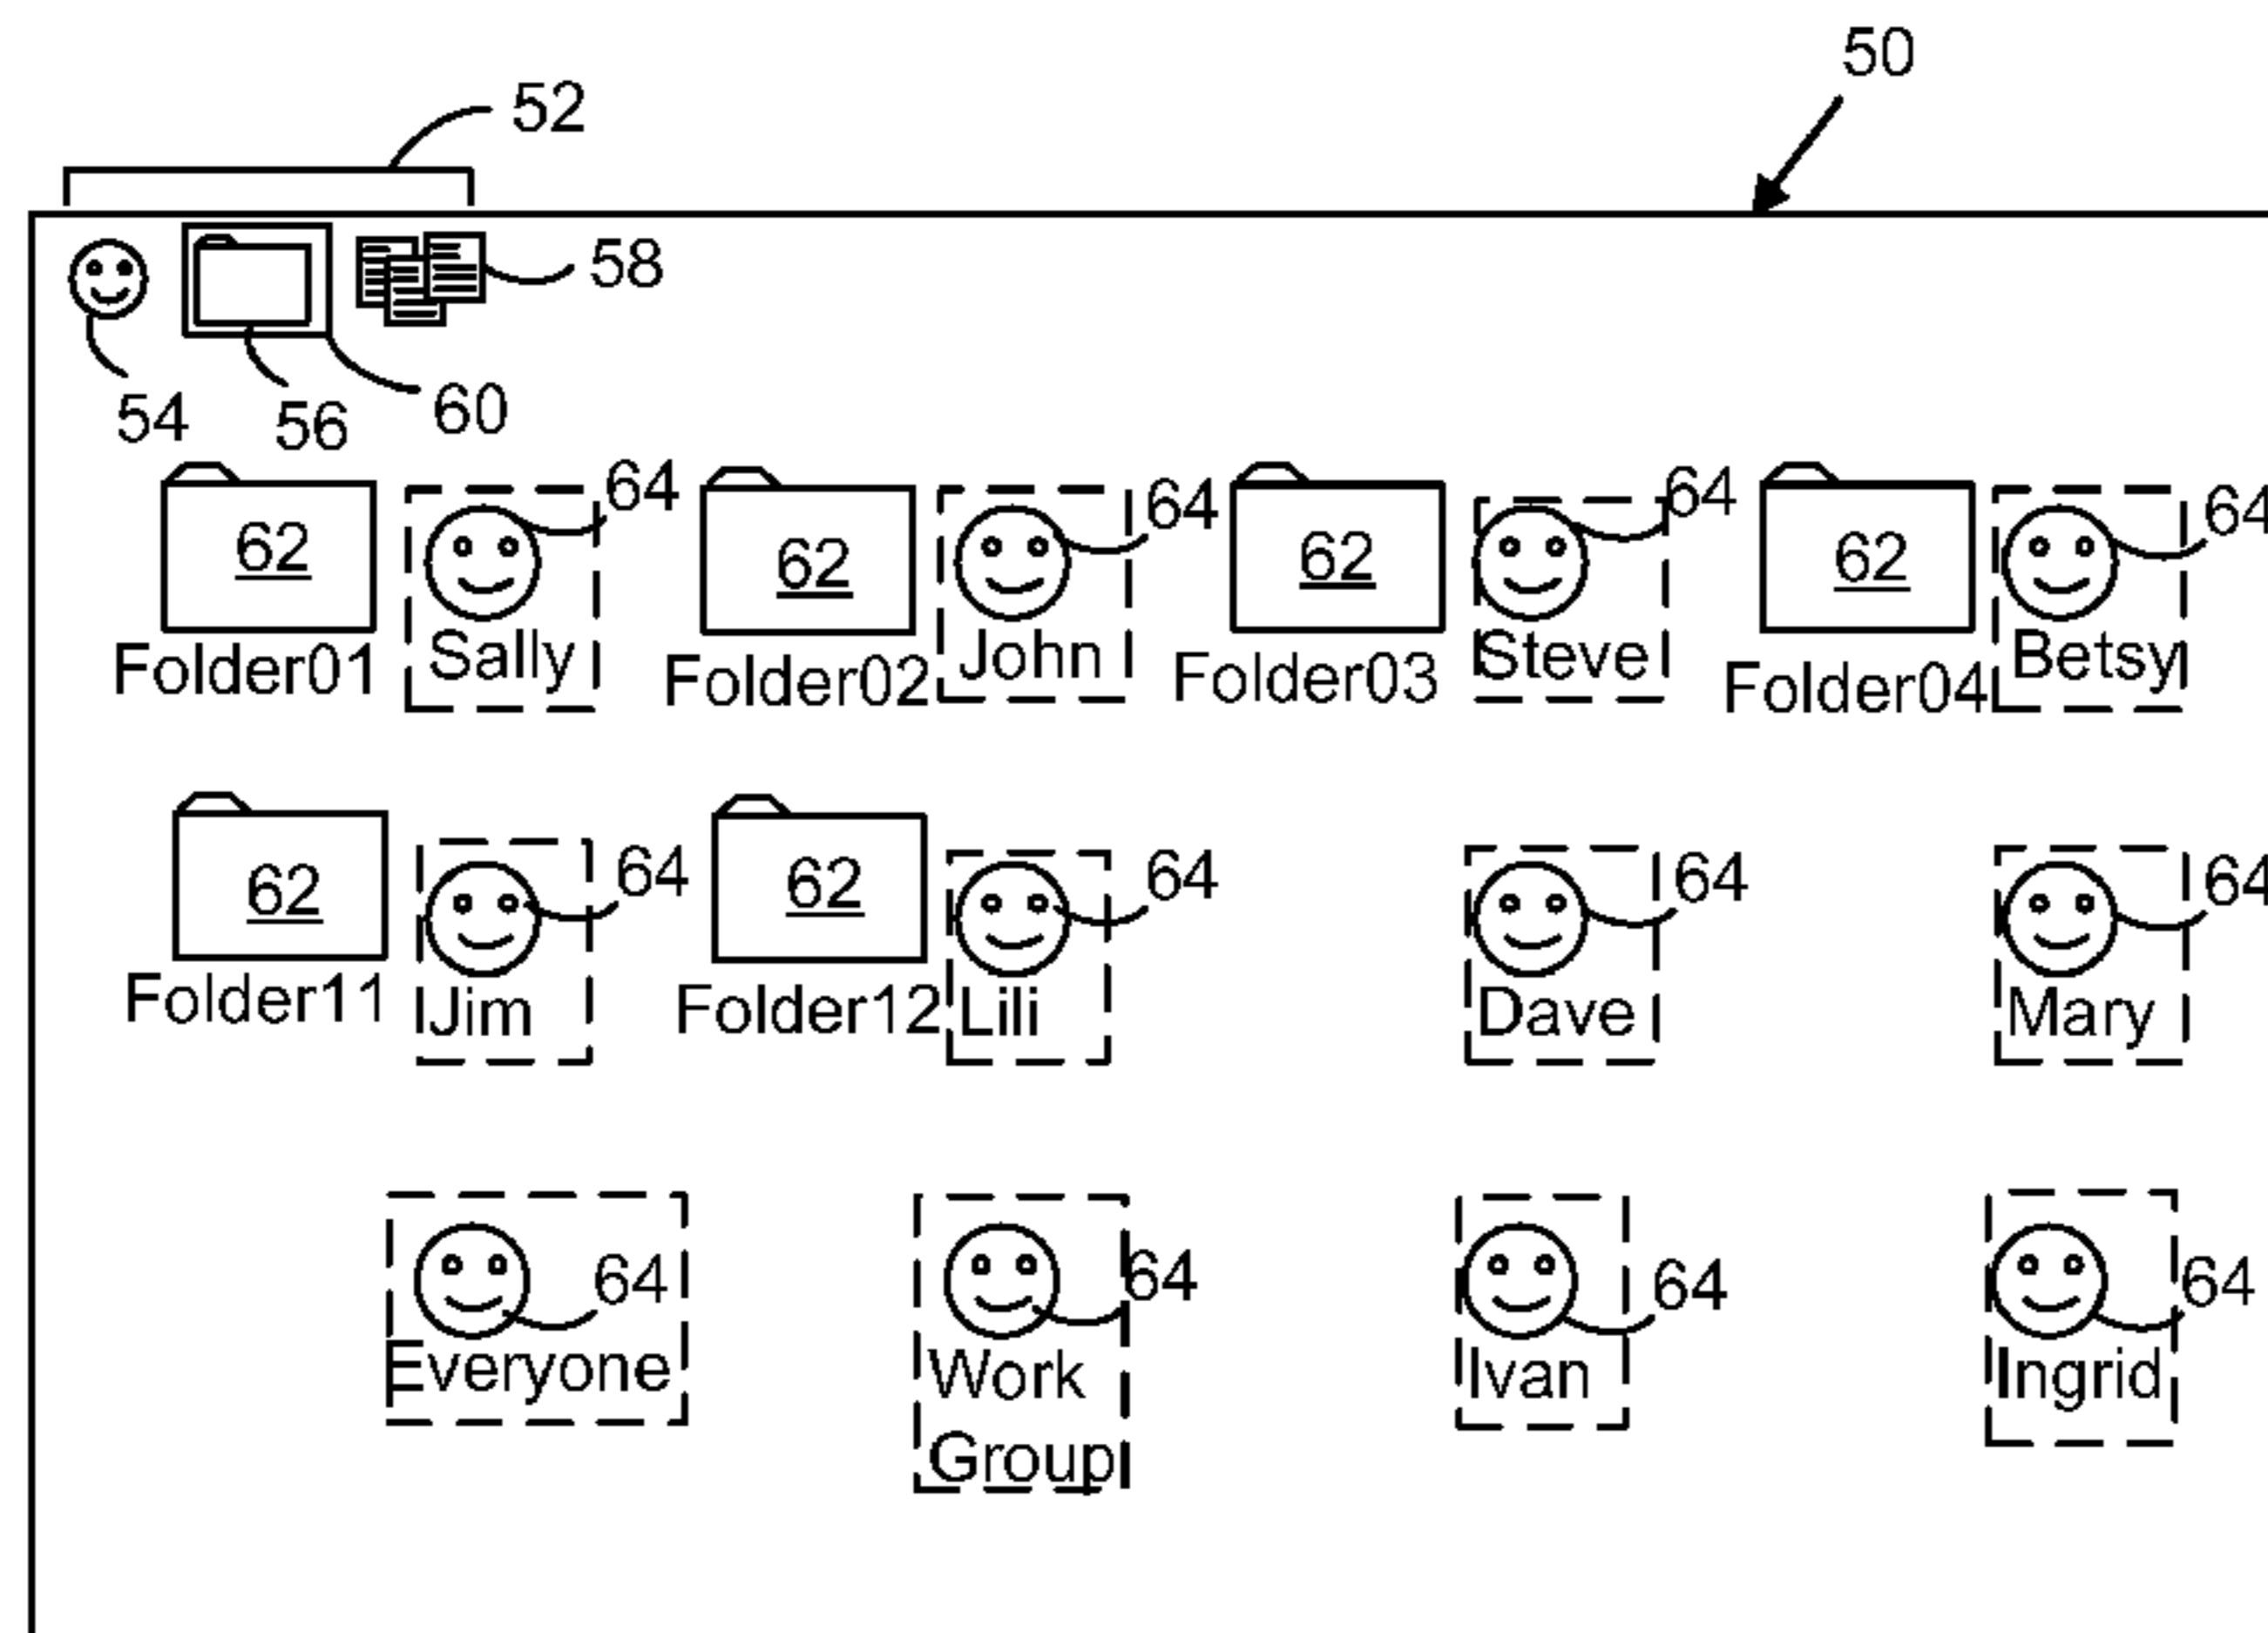 50
52
58
54 56 60
62 64 62 64 62 64 62 64
Folder01 Sally Folder02 John Folder03 Steve Folder04 Betsy
62 64 62 64 64 64
Folder11 Jim Folder12 Lili Dave Mary
64 64 64 64
Everyone Work Ivan Ingrid
Group